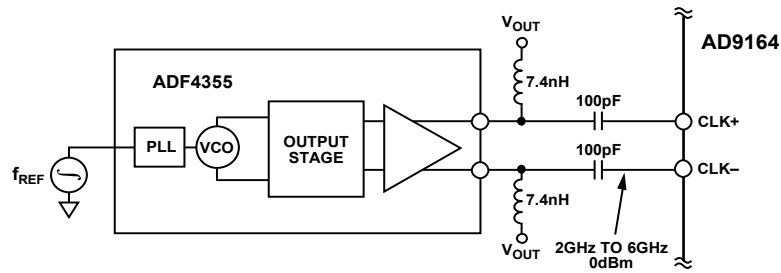 VOUT
AD9164
ADF4355
7.4nH
100pF
CLK+
PLL
VCO
OUTPUT
STAGE
fREF
100pF
CLK–
7.4nH
VOUT
2GHz TO 6GHz
0dBm